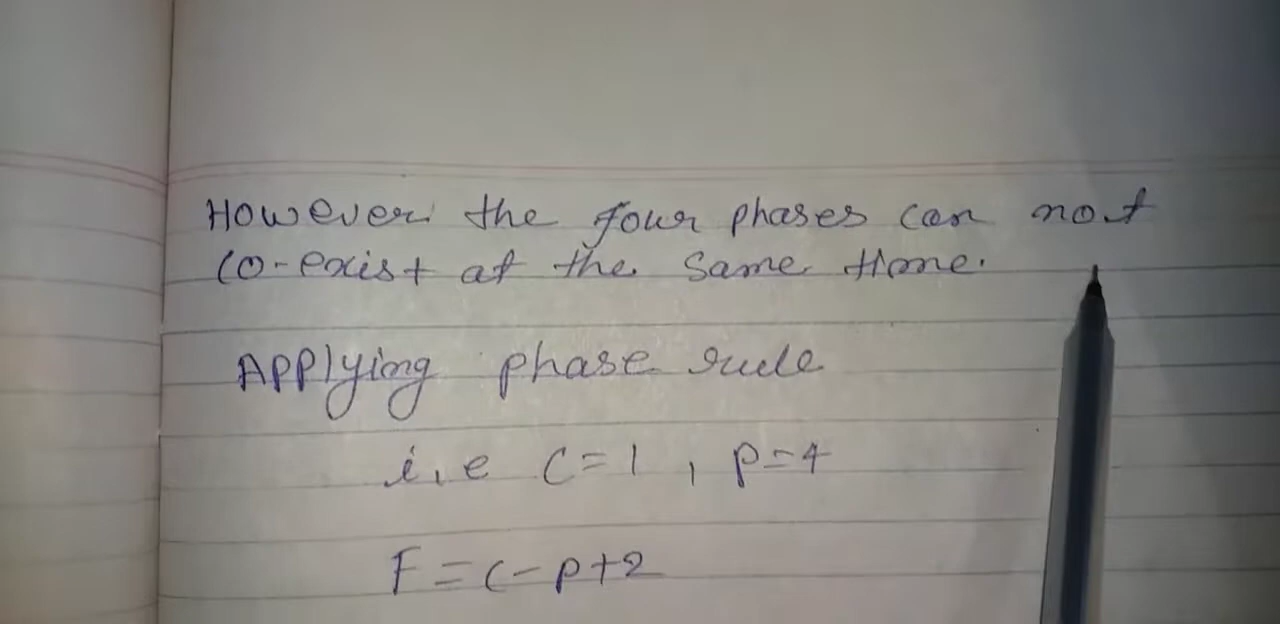 However the four phases can not
co-exist at the same time.
Applying phase rule
i,e C=1, P=4
F=C-P+2